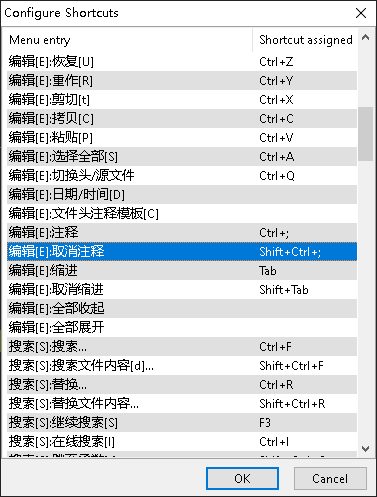 Configure Shortcuts
Menu entry Shortcut assigned
编辑[E]:恢复[U] Ctrl+Z
编辑[E]:重作[R] Ctrl+Y
编辑[E]:剪切[t] Ctrl+X
编辑[E]:拷贝[C] Ctrl+C
编辑[E]:粘贴[P] Ctrl+V
编辑[E]:选择全部[S] Ctrl+A
编辑[E]:切换头/源文件 Ctrl+Q
编辑[E]:日期/时间[D]
编辑[E]:文件头注释模板[C]
编辑[E]:注释 Ctrl+;
编辑[E]:取消注释 Shift+Ctrl+;
编辑[E]:缩进 Tab
编辑[E]:取消缩进 Shift+Tab
编辑[E]:全部收起
编辑[E]:全部展开
搜索[S]:搜索... Ctrl+F
搜索[S]:搜索文件内容[d]... Shift+Ctrl+F
搜索[S]:替换... Ctrl+R
搜索[S]:替换文件内容... Shift+Ctrl+R
搜索[S]:继续搜索[S] F3
搜索[S]:在线搜索[I] Ctrl+I
OK Cancel